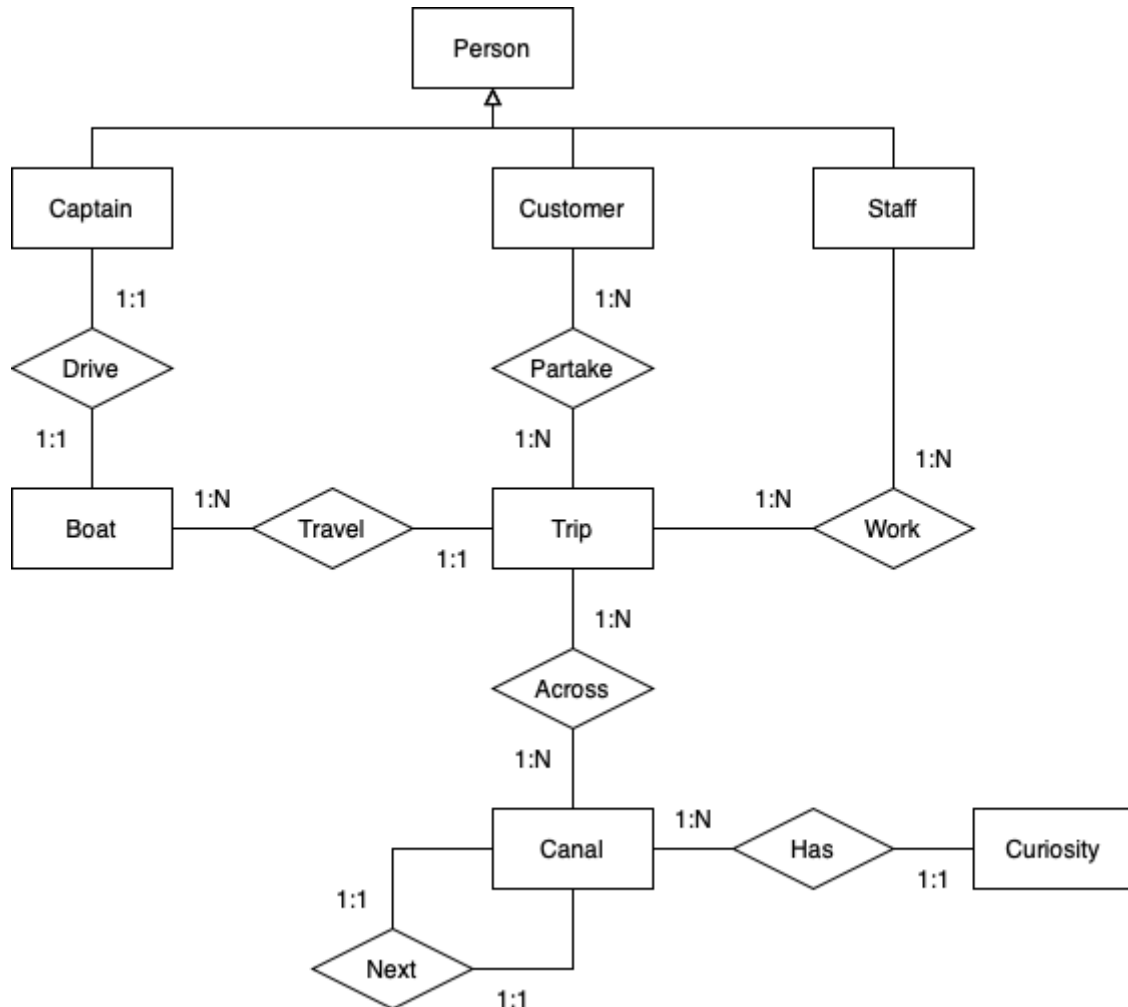 Person
Captain
Customer
Staff
1:1
1:N
Drive
Partake
1:1
1:N
1:N
Boat
1:N
Travel
1:1
Trip
1:N
Work
1:N
Across
1:N
Canal
1:N
Has
1:1
Curiosity
1:1
Next
1:1